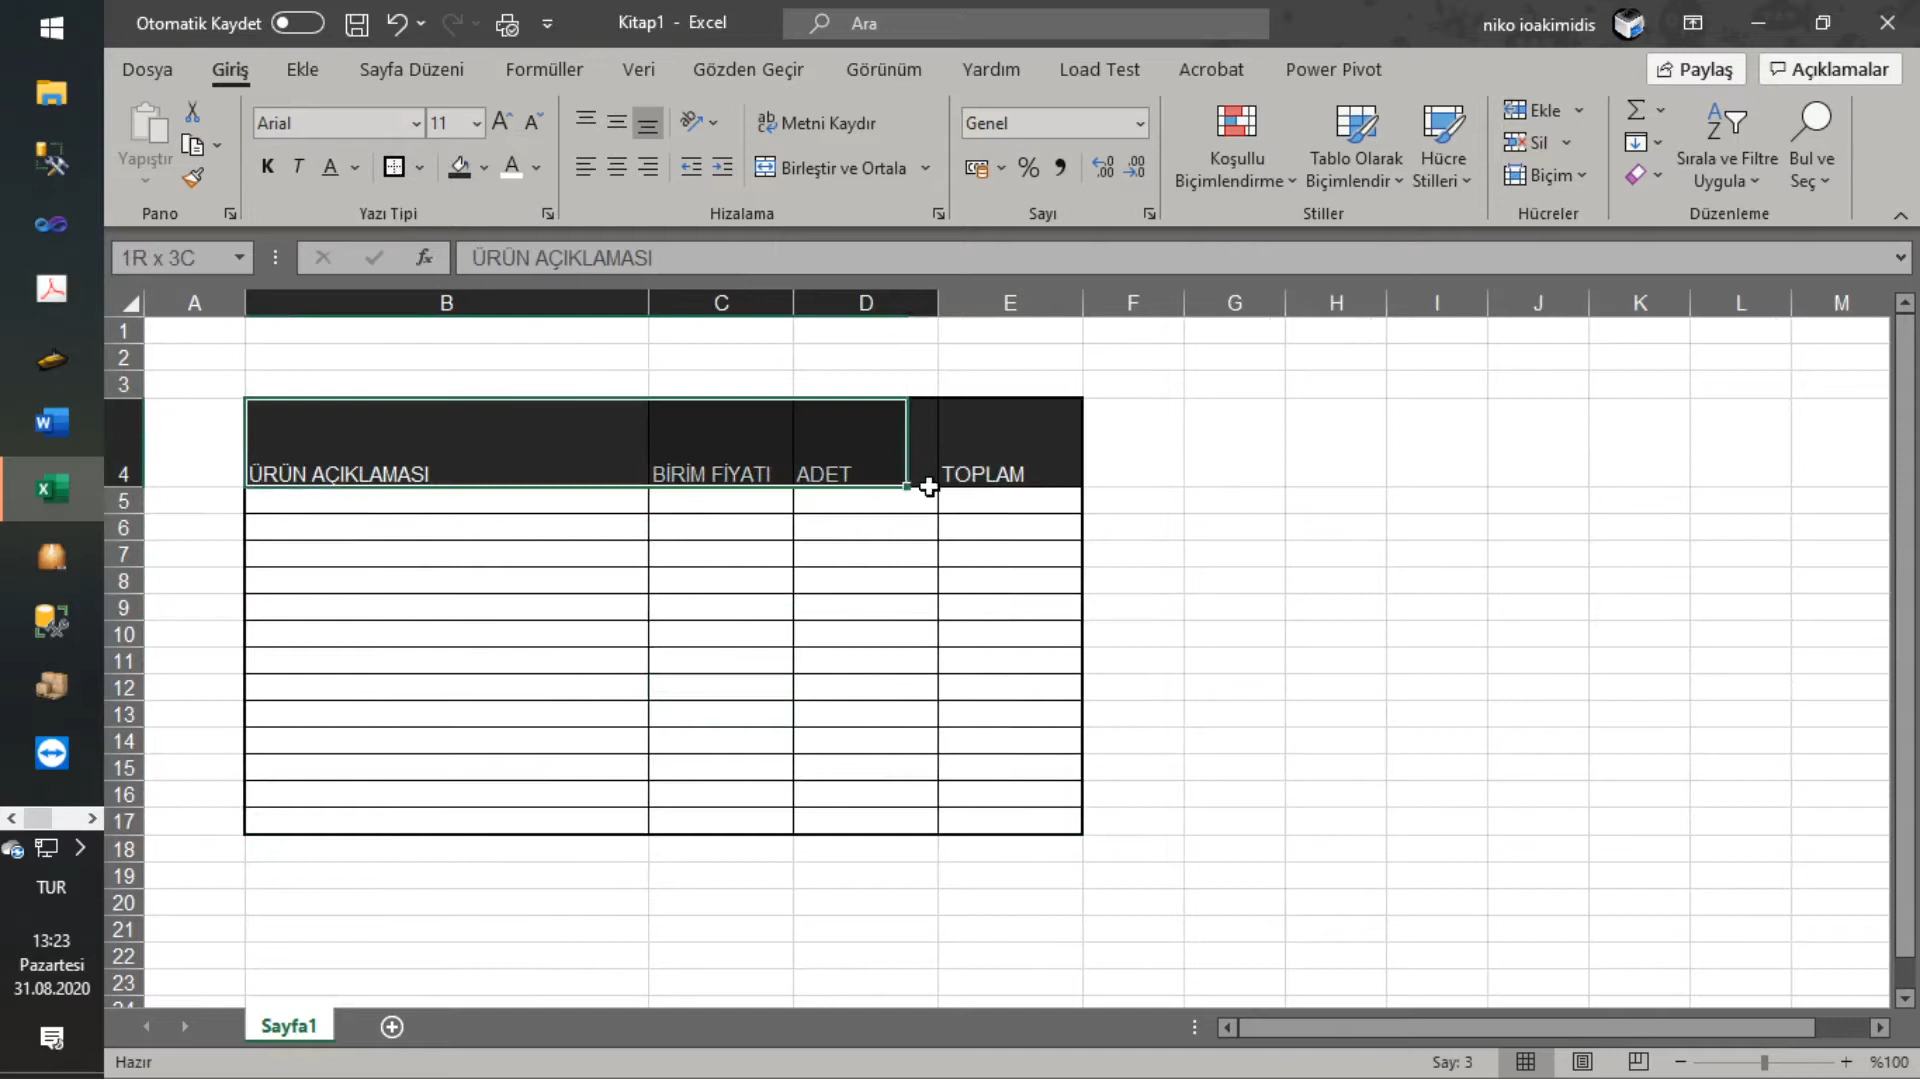 Otomatik Kaydet
Kitap1 - Excel
Ara
niko ioakimidis
Dosya Giriş Ekle Sayfa Düzeni Formüller Veri Gözden Geçir Görünüm Yardım Load Test Acrobat Power Pivot
Paylaş Açıklamalar
Yapıştır
Pano
Arial 11
K T A A
Yazı Tipi
ab Metni Kaydır
Birleştir ve Ortala
Hizalama
Genel
%
Sayı
Koşullu
Biçimlendirme
Tablo Olarak
Biçimlendir
Hücre
Stilleri
Stiller
Ekle
Sil
Biçim
Hücreler
Sırala ve Filtre
Uygula
Bul ve
Seç
Düzenleme
1R x 3C
fx
ÜRÜN AÇIKLAMASI
A B C D E F G H I J K L M
1
2
3
4 ÜRÜN AÇIKLAMASI BİRİM FİYATI ADET TOPLAM
5
6
7
8
9
10
11
12
13
14
15
16
17
18
19
20
21
22
23
24
Sayfa1
Hazır
Say: 3
%100
TUR
13:23
Pazartesi
31.08.2020